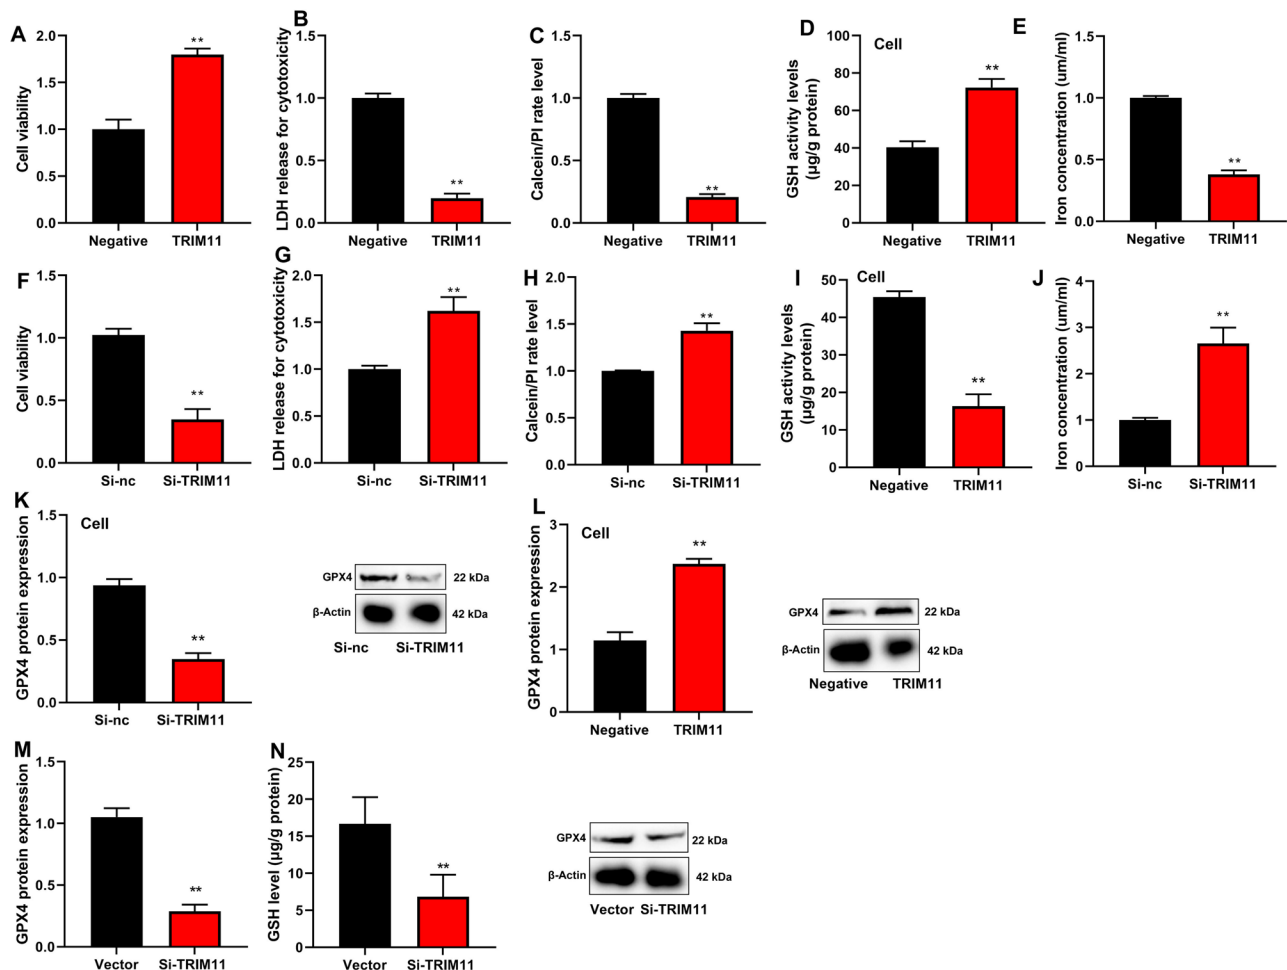 A
Cell viability
2.0
1.5
1.0
0.5
0.0
**
Negative TRIM11
B
LDH release for cytotoxicity
1.5
1.0
0.5
0.0
**
Negative TRIM11
C
Calcein/PI rate level
1.5
1.0
0.5
0.0
**
Negative TRIM11
D
Cell
GSH activity levels
(μg/g protein)
100
80
60
40
20
0
**
Negative TRIM11
E
Iron concentration (um/ml)
1.5
1.0
0.5
0.0
**
Negative TRIM11
F
Cell viability
1.5
1.0
0.5
0.0
**
Si-nc Si-TRIM11
G
LDH release for cytotoxicity
2.0
1.5
1.0
0.5
0.0
**
Si-nc Si-TRIM11
H
Calcein/PI rate level
2.0
1.5
1.0
0.5
0.0
**
Si-nc Si-TRIM11
I
Cell
GSH activity levels
(μg/g protein)
50
40
30
20
10
0
**
Negative TRIM11
J
Iron concentration (um/ml)
4
3
2
1
0
**
Si-nc Si-TRIM11
K
Cell
GPX4 protein expression
1.5
1.0
0.5
0.0
**
Si-nc Si-TRIM11
GPX4 22 kDa
β-Actin 42 kDa
Si-nc Si-TRIM11
L
Cell
GPX4 protein expression
3
2
1
0
**
Negative TRIM11
GPX4 22 kDa
β-Actin 42 kDa
Negative TRIM11
M
GPX4 protein expression
1.5
1.0
0.5
0.0
**
Vector Si-TRIM11
N
GSH level (μg/g protein)
25
20
15
10
5
0
**
Vector Si-TRIM11
GPX4 22 kDa
β-Actin 42 kDa
Vector Si-TRIM11